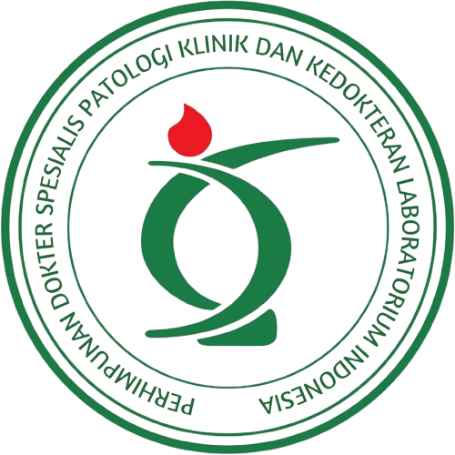 PERHIMPUNAN DOKTER SPESIALIS PATOLOGI KLINIK DAN KEDOKTERAN LABORATORIUM INDONESIA